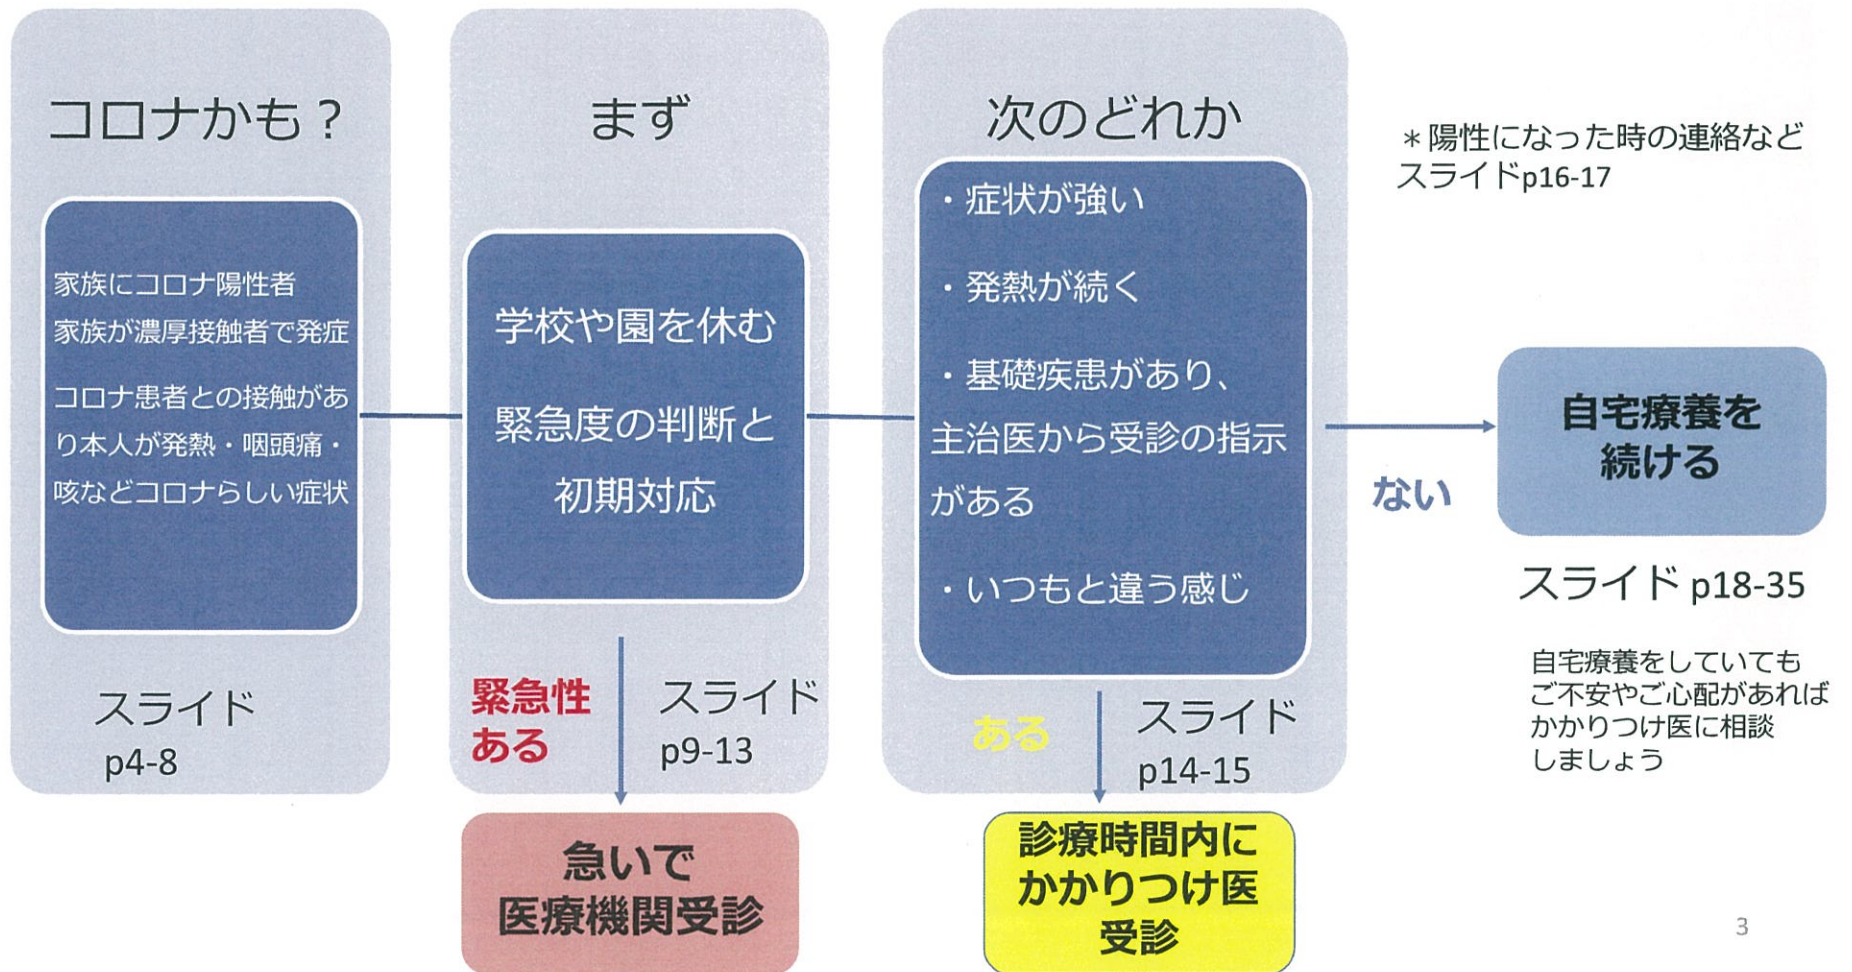 コロナかも？
家族にコロナ陽性者
家族が濃厚接触者で発症
コロナ患者との接触があ
り本人が発熱・咽頭痛・
咳などコロナらしい症状
スライド
p4-8
まず
学校や園を休む
緊急度の判断と
初期対応
緊急性
ある
スライド
p9-13
急いで
医療機関受診
次のどれか
・症状が強い
・発熱が続く
・基礎疾患があり、
主治医から受診の指示
がある
・いつもと違う感じ
ある
スライド
p14-15
診療時間内に
かかりつけ医
受診
＊陽性になった時の連絡など
スライドp16-17
ない
自宅療養を
続ける
スライド p18-35
自宅療養をしていても
ご不安やご心配があれば
かかりつけ医に相談
しましょう
3